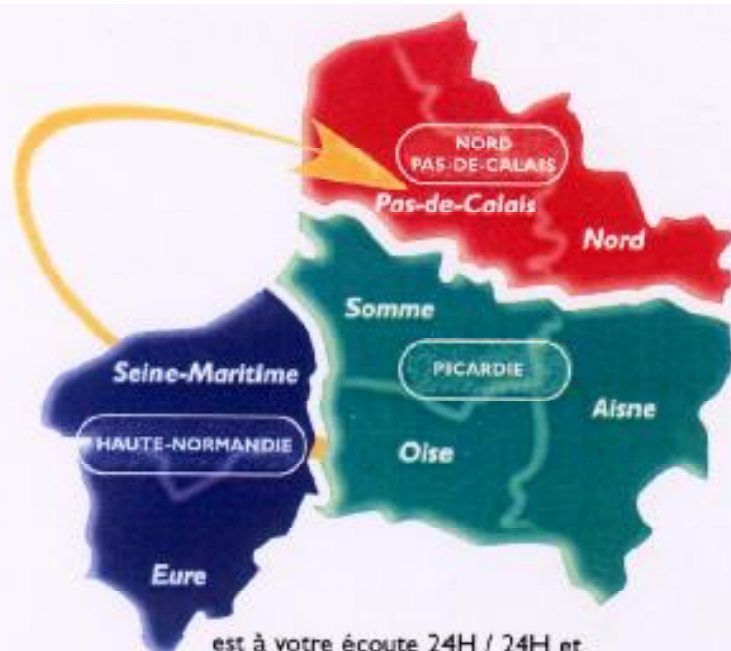 NORD
PAS-DE-CALAIS
Pas-de-Calais
Nord
Somme
Seine-Maritime
PICARDIE
Aisne
HAUTE-NORMANDIE
Oise
Eure
est à votre écoute 24H / 24H et